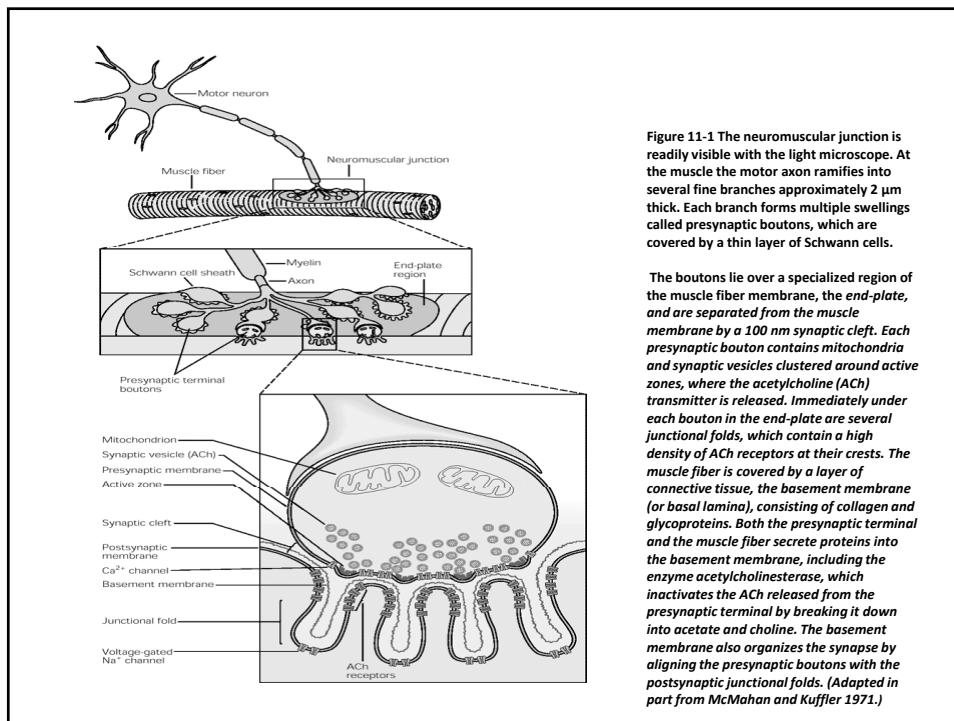 Motor neuron
Neuromuscular junction
Muscle fiber
Myelin
Schwann cell sheath
Axon
End-plate
region
Presynaptic terminal
boutons
Mitochondrion
Synaptic vesicle (ACh)
Presynaptic membrane
Active zone
Synaptic cleft
Postsynaptic
membrane
Ca²⁺ channel
Basement membrane
Junctional fold
Voltage-gated
Na⁺ channel
ACh
receptors
Figure 11-1 The neuromuscular junction is
readily visible with the light microscope. At
the muscle the motor axon ramifies into
several fine branches approximately 2 µm
thick. Each branch forms multiple swellings
called presynaptic boutons, which are
covered by a thin layer of Schwann cells.
The boutons lie over a specialized region of
the muscle fiber membrane, the end-plate,
and are separated from the muscle
membrane by a 100 nm synaptic cleft. Each
presynaptic bouton contains mitochondria
and synaptic vesicles clustered around active
zones, where the acetylcholine (ACh)
transmitter is released. Immediately under
each bouton in the end-plate are several
junctional folds, which contain a high
density of ACh receptors at their crests. The
muscle fiber is covered by a layer of
connective tissue, the basement membrane
(or basal lamina), consisting of collagen and
glycoproteins. Both the presynaptic terminal
and the muscle fiber secrete proteins into
the basement membrane, including the
enzyme acetylcholinesterase, which
inactivates the ACh released from the
presynaptic terminal by breaking it down
into acetate and choline. The basement
membrane also organizes the synapse by
aligning the presynaptic boutons with the
postsynaptic junctional folds. (Adapted in
part from McMahan and Kuffler 1971.)